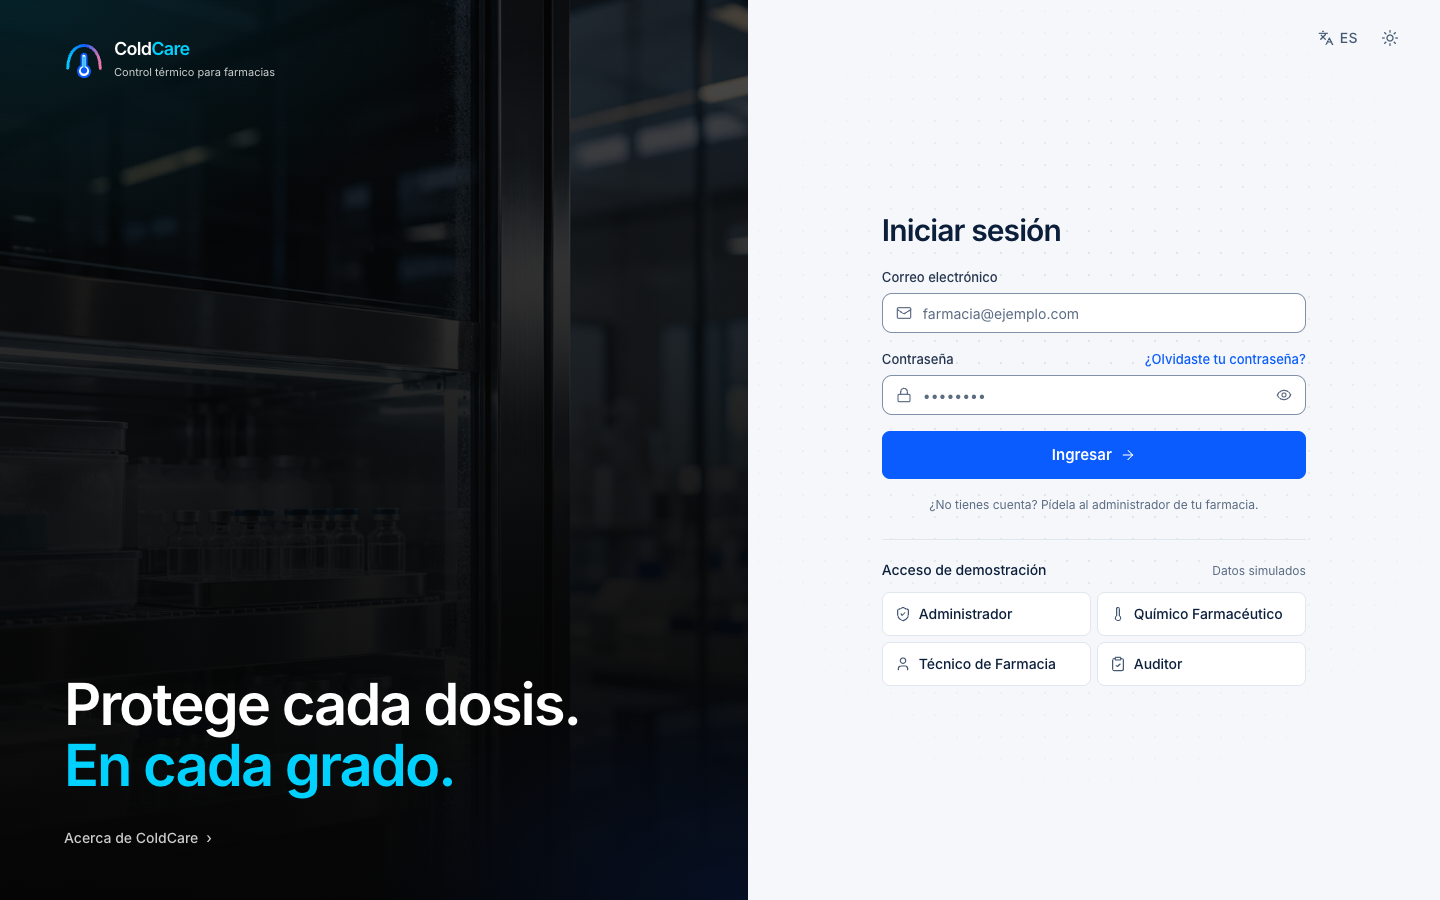 ColdCare
Control térmico para farmacias
Protege cada dosis.
En cada grado.
Acerca de ColdCare ›
ES
Iniciar sesión
Correo electrónico
farmacia@ejemplo.com
Contraseña
¿Olvidaste tu contraseña?
••••••••
Ingresar →
¿No tienes cuenta? Pídela al administrador de tu farmacia.
Acceso de demostración
Datos simulados
Administrador
Químico Farmacéutico
Técnico de Farmacia
Auditor